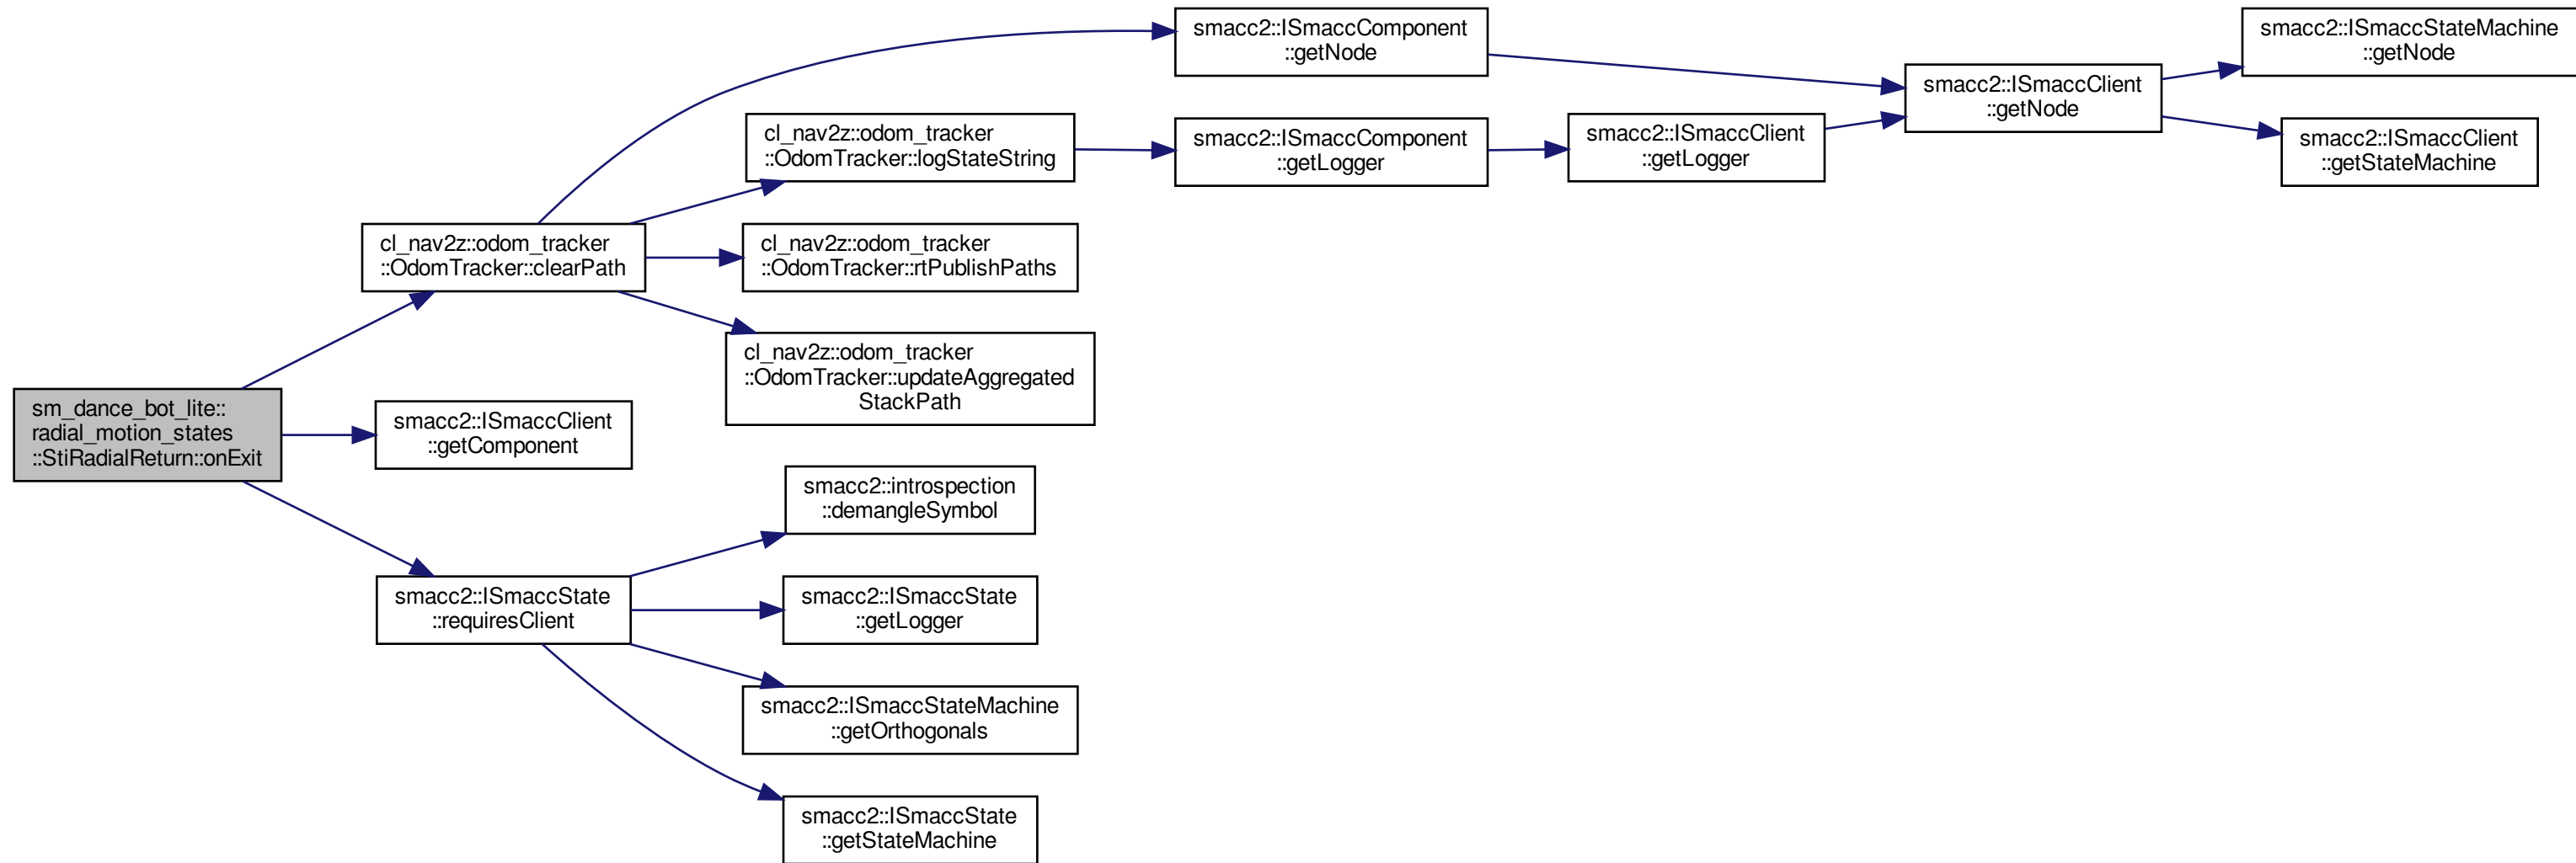 sm_dance_bot_lite::
radial_motion_states
::StiRadialReturn::onExit
cl_nav2z::odom_tracker
::OdomTracker::clearPath
smacc2::ISmaccComponent
::getNode
smacc2::ISmaccClient
::getNode
smacc2::ISmaccStateMachine
::getNode
smacc2::ISmaccClient
::getStateMachine
cl_nav2z::odom_tracker
::OdomTracker::logStateString
smacc2::ISmaccComponent
::getLogger
smacc2::ISmaccClient
::getLogger
cl_nav2z::odom_tracker
::OdomTracker::rtPublishPaths
cl_nav2z::odom_tracker
::OdomTracker::updateAggregated
StackPath
smacc2::ISmaccClient
::getComponent
smacc2::ISmaccState
::requiresClient
smacc2::introspection
::demangleSymbol
smacc2::ISmaccState
::getLogger
smacc2::ISmaccStateMachine
::getOrthogonals
smacc2::ISmaccState
::getStateMachine